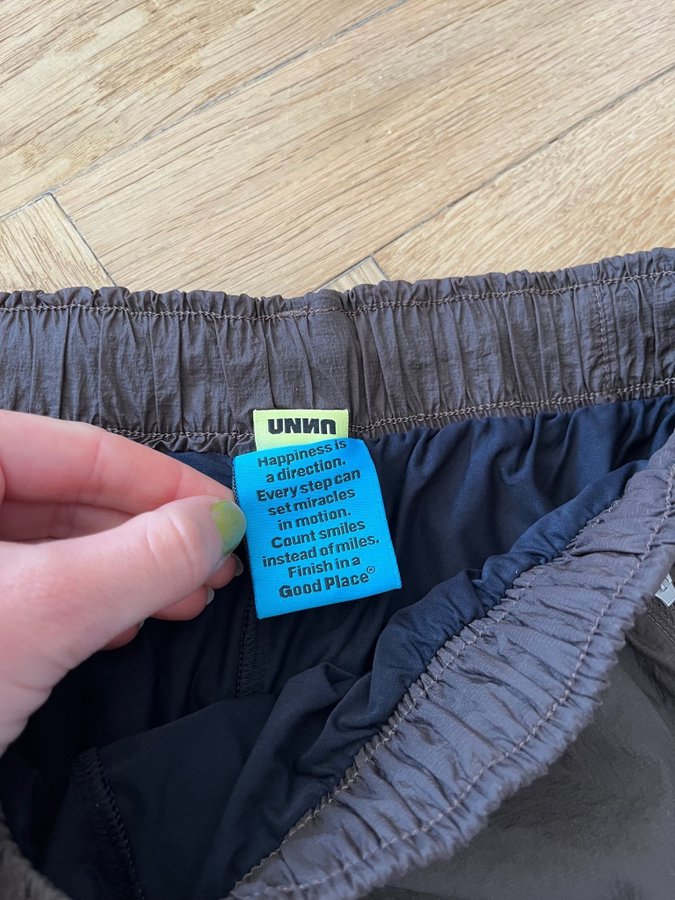 UNNU
Happiness is
a direction.
Every step can
set miracles
in motion.
Count smiles
instead of miles.
Finish in a
Good Place®